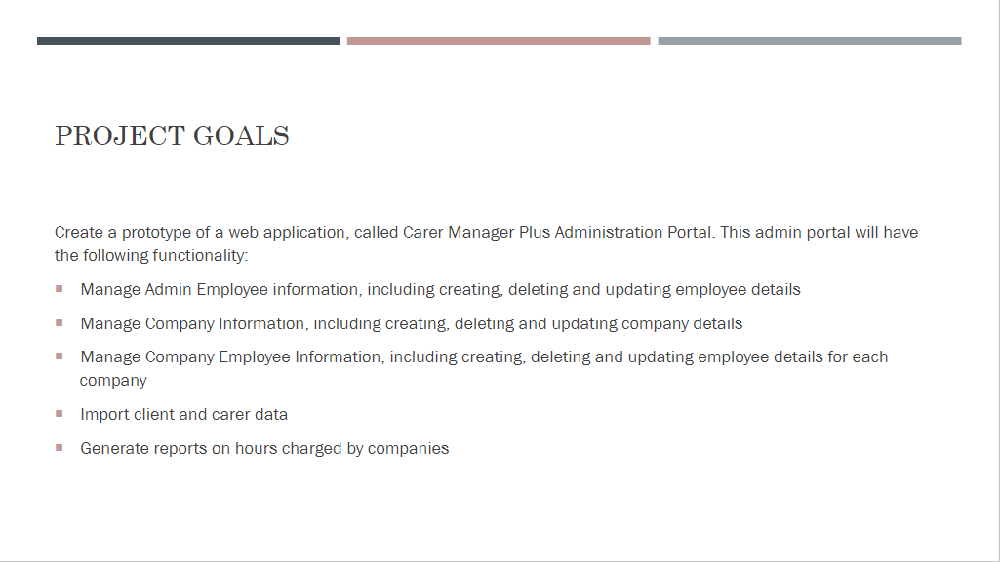 PROJECT GOALS
Create a prototype of a web application, called Carer Manager Plus Administration Portal. This admin portal will have
the following functionality:
Manage Admin Employee information, including creating, deleting and updating employee details
Manage Company Information, including creating, deleting and updating company details
Manage Company Employee Information, including creating, deleting and updating employee details for each
company
Import client and carer data
Generate reports on hours charged by companies